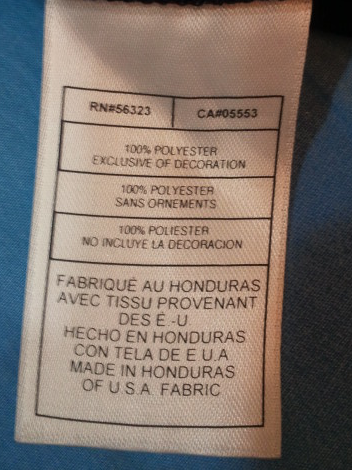 RN#56323 CA#05553
100% POLYESTER
EXCLUSIVE OF DECORATION
100% POLYESTER
SANS ORNEMENTS
100% POLIESTER
NO INCLUYE LA DECORACION
FABRIQUÉ AU HONDURAS
AVEC TISSU PROVENANT
DES É.-U.
HECHO EN HONDURAS
CON TELA DE E.U.A
MADE IN HONDURAS
OF U.S.A. FABRIC